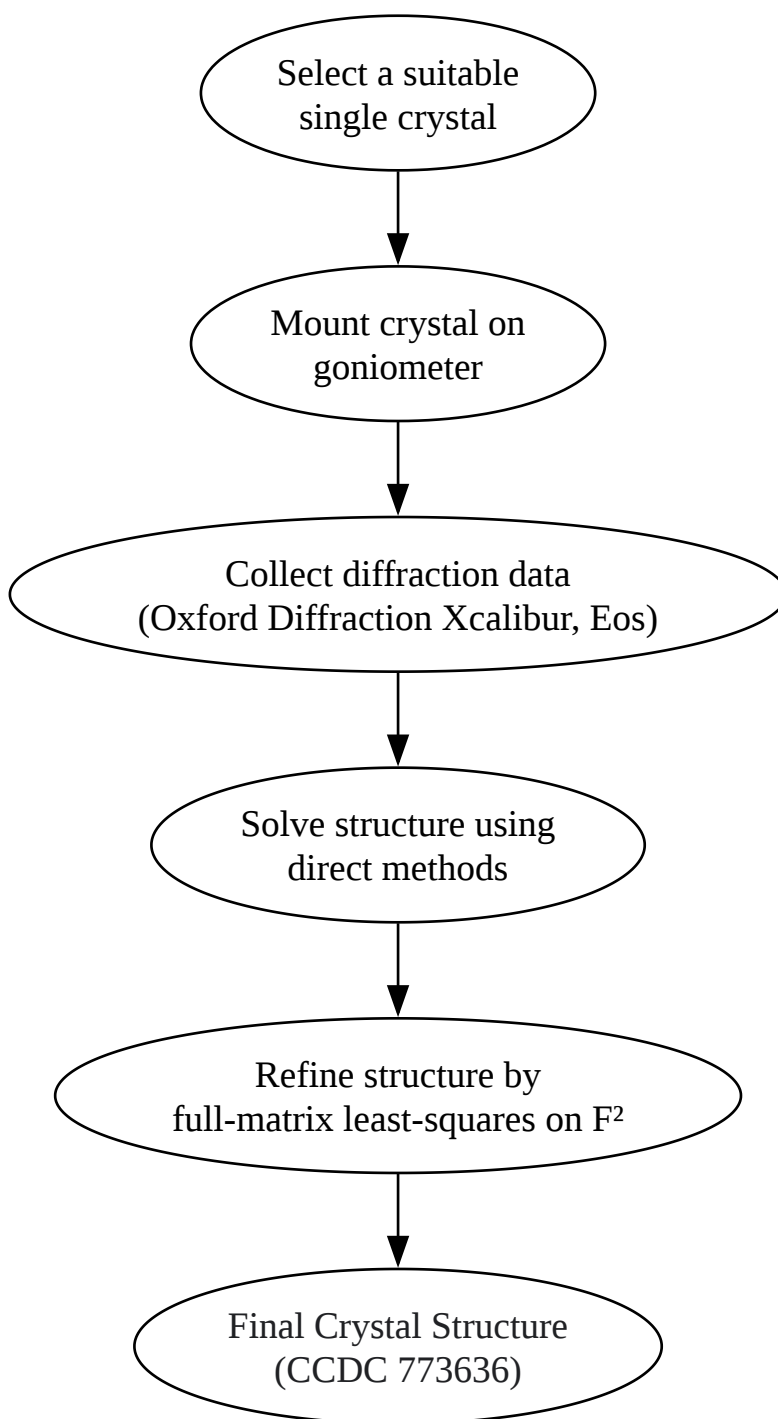 Select a suitable
single crystal
Mount crystal on
goniometer
Collect diffraction data
(Oxford Diffraction Xcalibur, Eos)
Solve structure using
direct methods
Refine structure by
full-matrix least-squares on F²
Final Crystal Structure
(CCDC 773636)